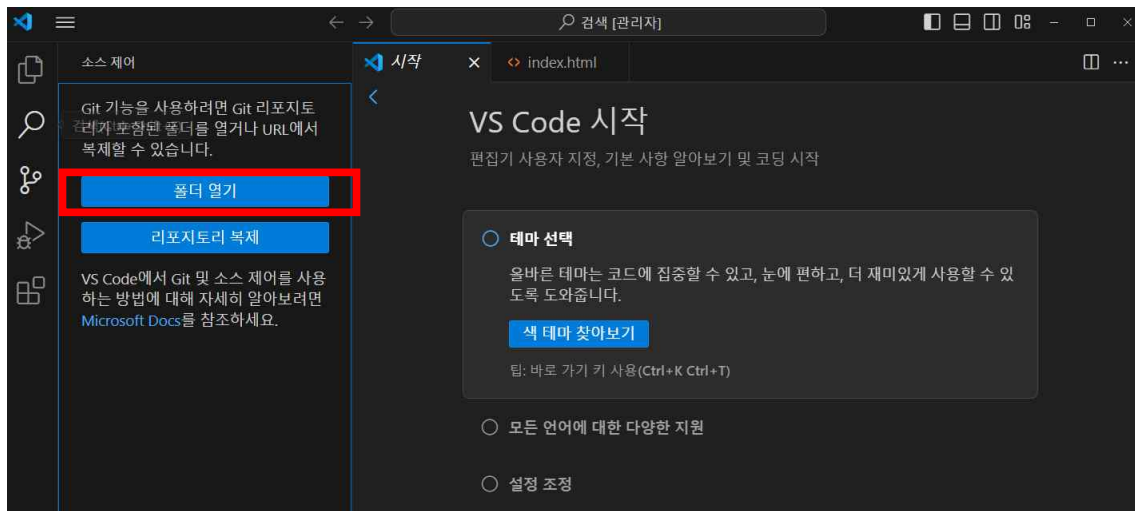 검색 [관리자]
소스 제어
시작
index.html
Git 기능을 사용하려면 Git 리포지토
리가 포함된 폴더를 열거나 URL에서
복제할 수 있습니다.
폴더 열기
리포지토리 복제
VS Code에서 Git 및 소스 제어를 사용
하는 방법에 대해 자세히 알아보려면
Microsoft Docs를 참조하세요.
VS Code 시작
편집기 사용자 지정, 기본 사항 알아보기 및 코딩 시작
테마 선택
올바른 테마는 코드에 집중할 수 있고, 눈에 편하고, 더 재미있게 사용할 수 있
도록 도와줍니다.
색 테마 찾아보기
팁: 바로 가기 키 사용(Ctrl+K Ctrl+T)
모든 언어에 대한 다양한 지원
설정 조정